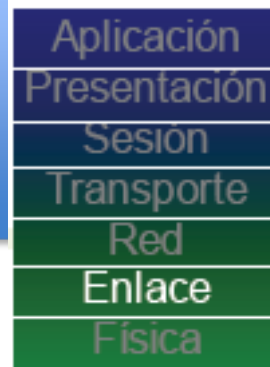 Aplicación
Presentación
Sesión
Transporte
Red
Enlace
Física